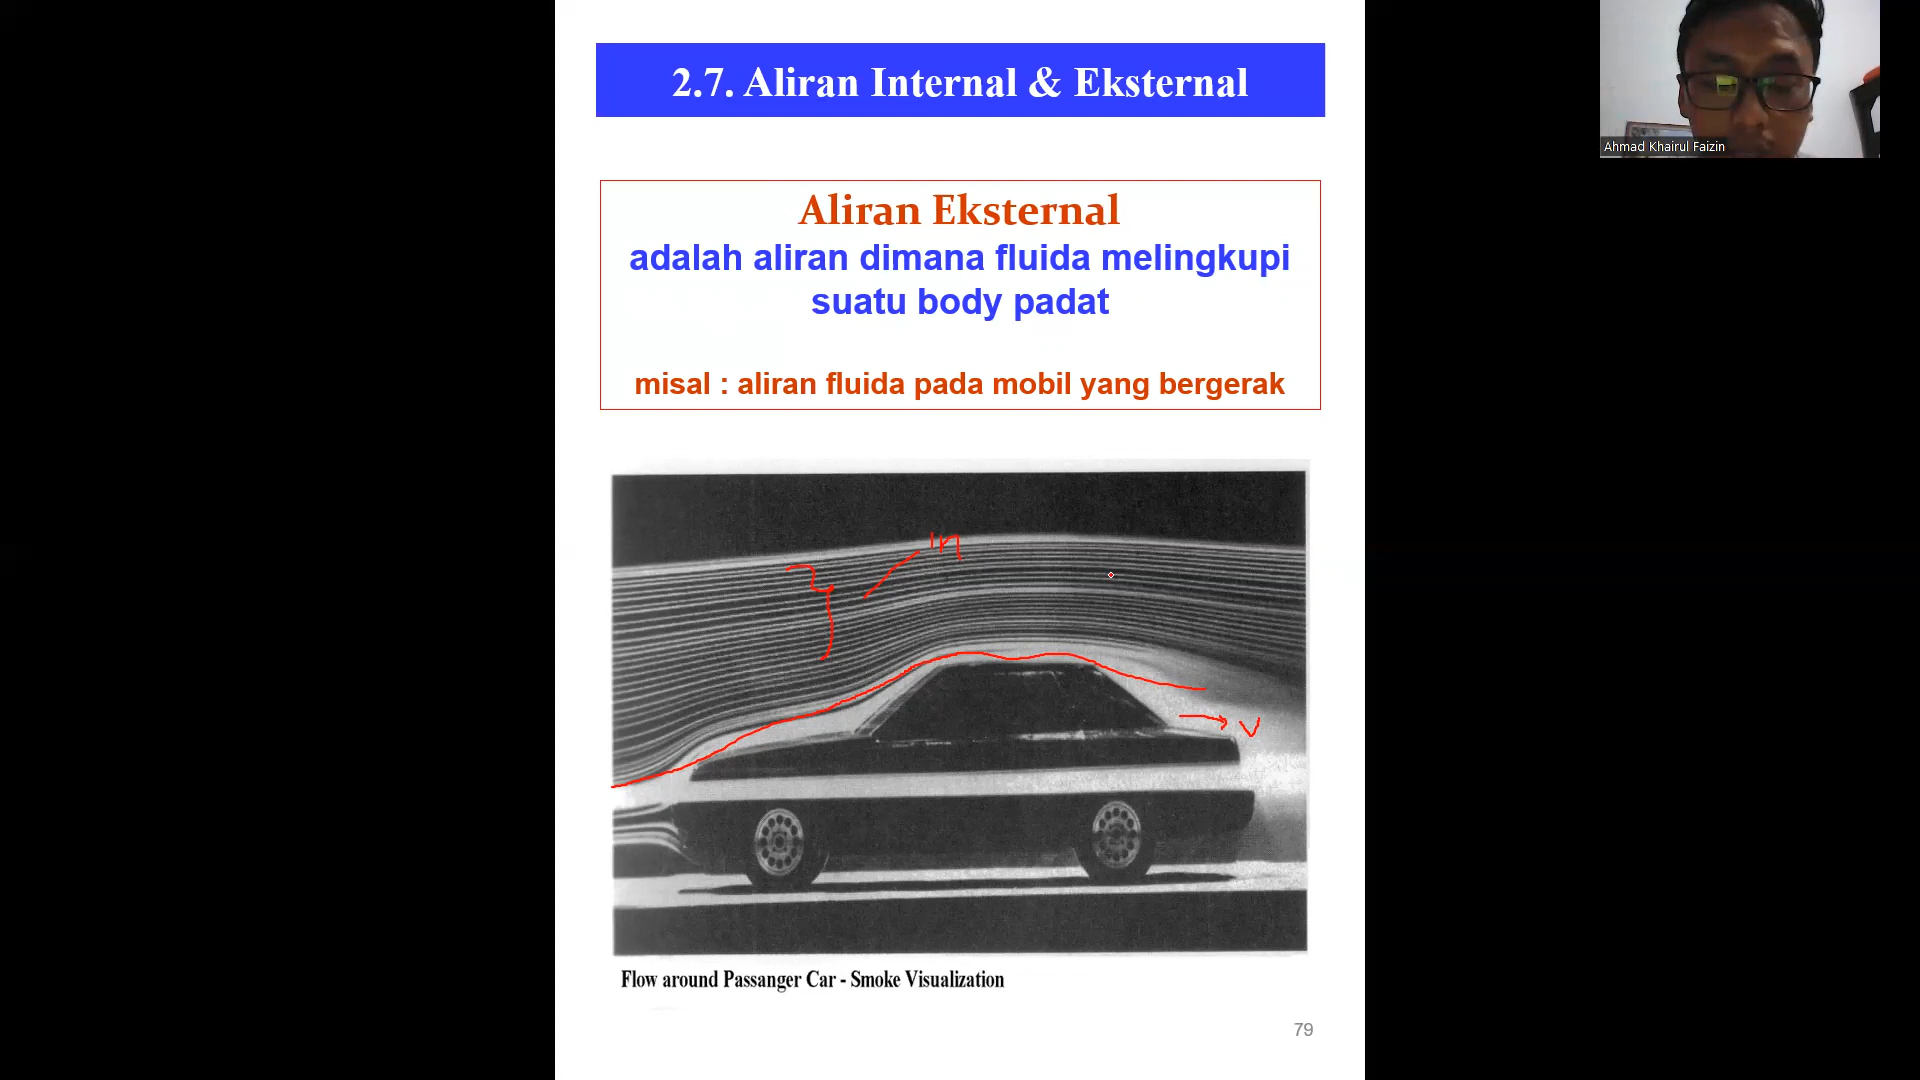 2.7. Aliran Internal & Eksternal
Ahmad Khairul Faizin
Aliran Eksternal
adalah aliran dimana fluida melingkupi
suatu body padat
misal : aliran fluida pada mobil yang bergerak
in
V
Flow around Passanger Car - Smoke Visualization
79